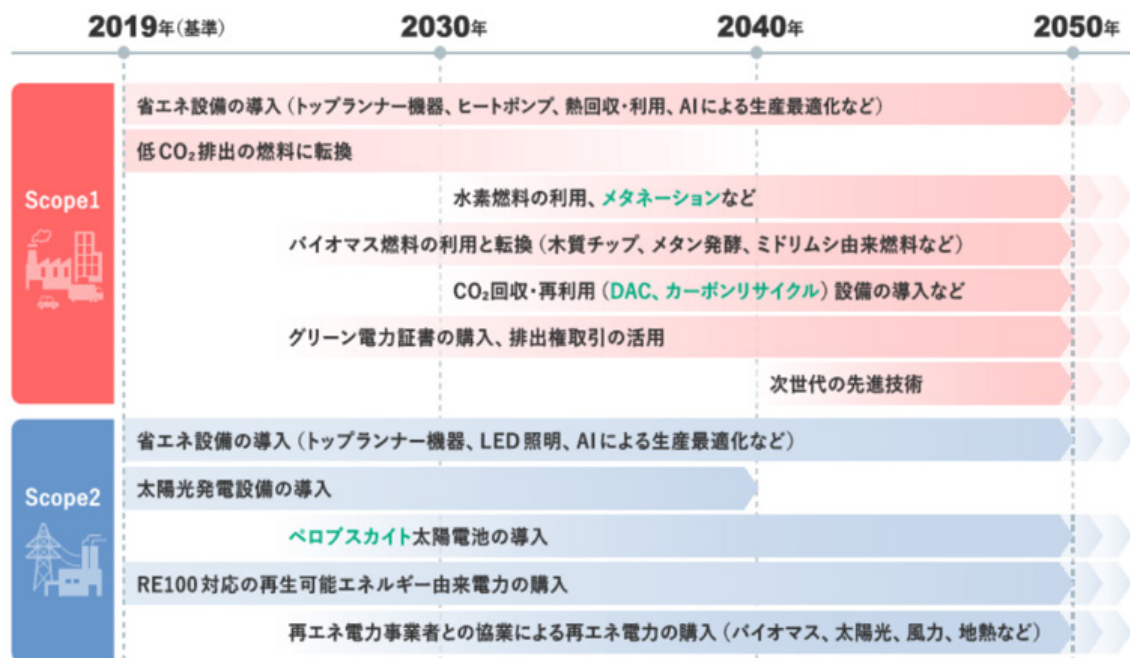 2019年(基準) 2030年 2040年 2050年
Scope1
省エネ設備の導入（トップランナー機器、ヒートポンプ、熱回収・利用、AIによる生産最適化など）
低CO₂排出の燃料に転換
水素燃料の利用、メタネーションなど
バイオマス燃料の利用と転換（木質チップ、メタン発酵、ミドリムシ由来燃料など）
CO₂回収・再利用（DAC、カーボンリサイクル）設備の導入など
グリーン電力証書の購入、排出権取引の活用
次世代の先進技術
Scope2
省エネ設備の導入（トップランナー機器、LED照明、AIによる生産最適化など）
太陽光発電設備の導入
ペロブスカイト太陽電池の導入
RE100対応の再生可能エネルギー由来電力の購入
再エネ電力事業者との協業による再エネ電力の購入（バイオマス、太陽光、風力、地熱など）